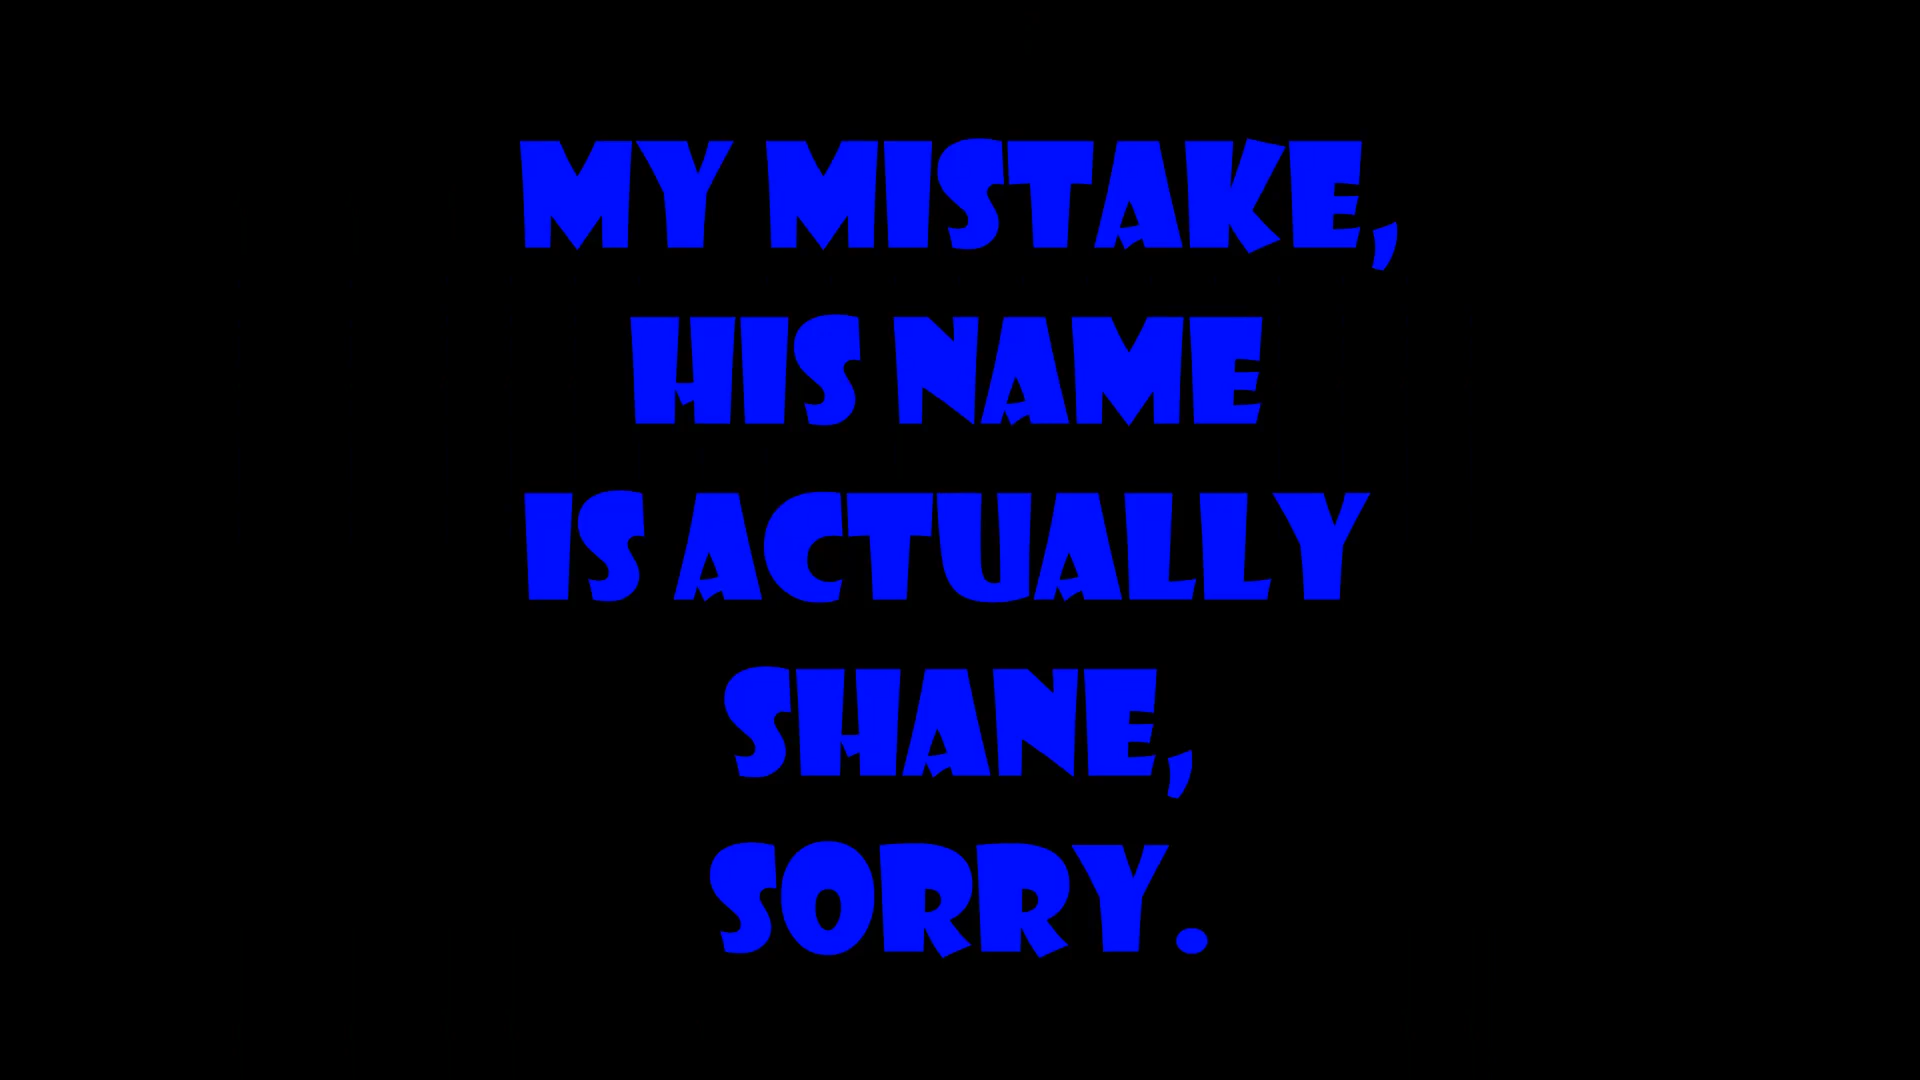 MY MISTAKE,
HIS NAME
IS ACTUALLY
SHANE,
SORRY.